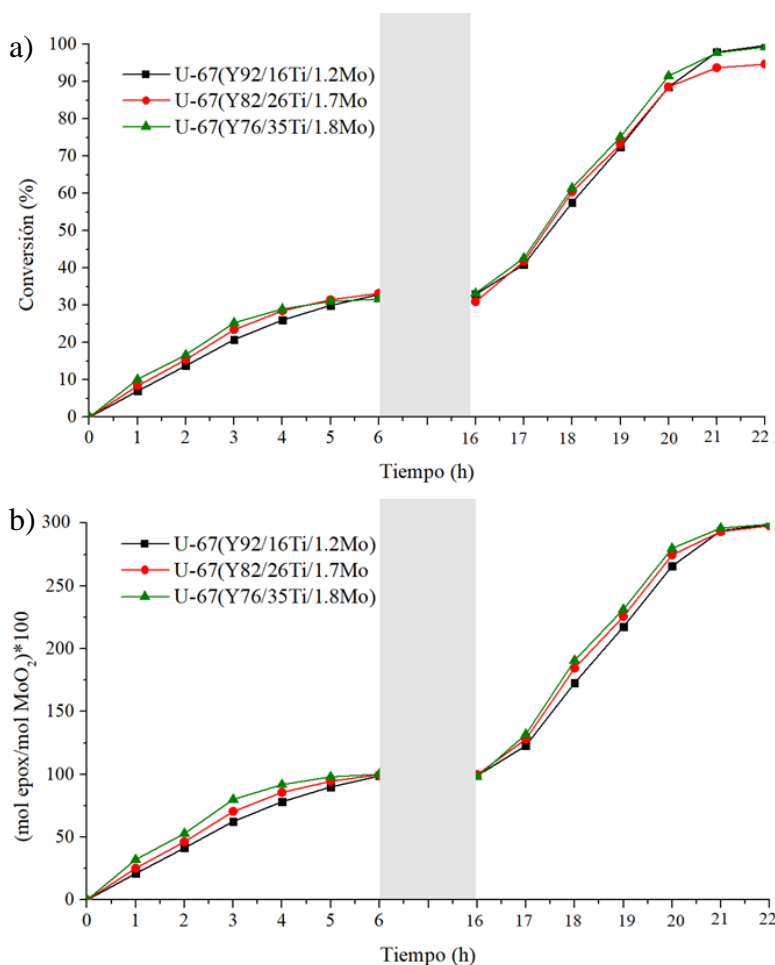 a)
100
90
80
70
60
50
40
30
20
10
0
Conversión (%)
U-67(Y92/16Ti/1.2Mo)
U-67(Y82/26Ti/1.7Mo
U-67(Y76/35Ti/1.8Mo)
0 1 2 3 4 5 6 16 17 18 19 20 21 22
Tiempo (h)
b)
300
250
200
150
100
50
0
(mol epox/mol MoO₂)*100
U-67(Y92/16Ti/1.2Mo)
U-67(Y82/26Ti/1.7Mo
U-67(Y76/35Ti/1.8Mo)
0 1 2 3 4 5 6 16 17 18 19 20 21 22
Tiempo (h)